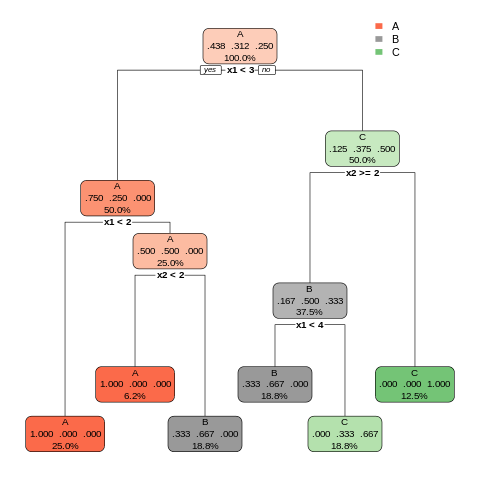 A
.438 .312 .250
100.0%
A
B
C
yes x1 < 3 no
C
.125 .375 .500
50.0%
x2 >= 2
A
.750 .250 .000
50.0%
x1 < 2
A
.500 .500 .000
25.0%
x2 < 2
B
.167 .500 .333
37.5%
x1 < 4
A
1.000 .000 .000
6.2%
B
.333 .667 .000
18.8%
C
.000 .000 1.000
12.5%
A
1.000 .000 .000
25.0%
B
.333 .667 .000
18.8%
C
.000 .333 .667
18.8%